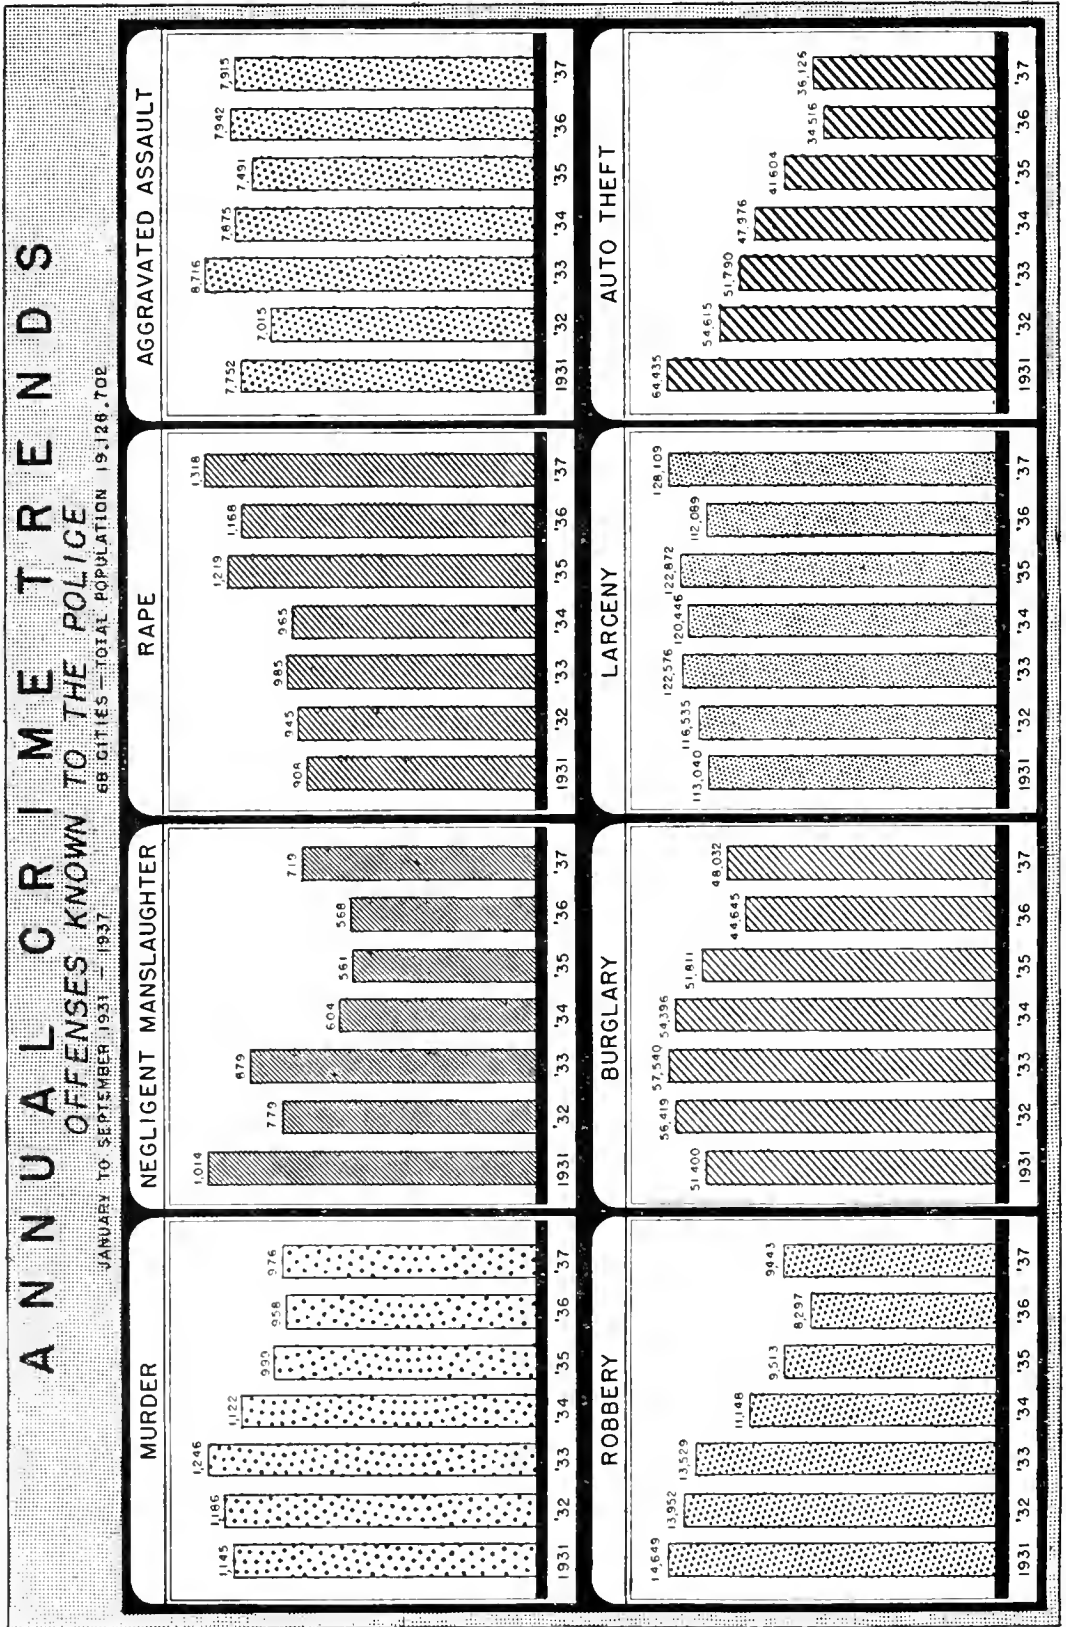 ANNUAL CRIME TRENDS
OFFENSES KNOWN TO THE POLICE
JANUARY TO SEPTEMBER 1931 – 1937 68 CITIES – TOTAL POPULATION 19,126,702
MURDER
1,145 1,186 1,246 1,122 999 958 976
1931 '32 '33 '34 '35 '36 '37
NEGLIGENT MANSLAUGHTER
1,014 779 879 604 561 568 719
1931 '32 '33 '34 '35 '36 '37
RAPE
908 945 985 965 1,219 1,168 1,318
1931 '32 '33 '34 '35 '36 '37
AGGRAVATED ASSAULT
7,752 7,015 8,716 7,875 7,491 7,942 7,915
1931 '32 '33 '34 '35 '36 '37
ROBBERY
14,649 13,952 13,529 11,148 9,513 8,297 9,443
1931 '32 '33 '34 '35 '36 '37
BURGLARY
51,400 56,419 57,540 54,396 51,811 44,645 48,032
1931 '32 '33 '34 '35 '36 '37
LARCENY
113,040 116,535 122,576 120,446 122,872 112,089 128,109
1931 '32 '33 '34 '35 '36 '37
AUTO THEFT
64,435 54,615 51,790 47,976 41,604 34,516 36,126
1931 '32 '33 '34 '35 '36 '37